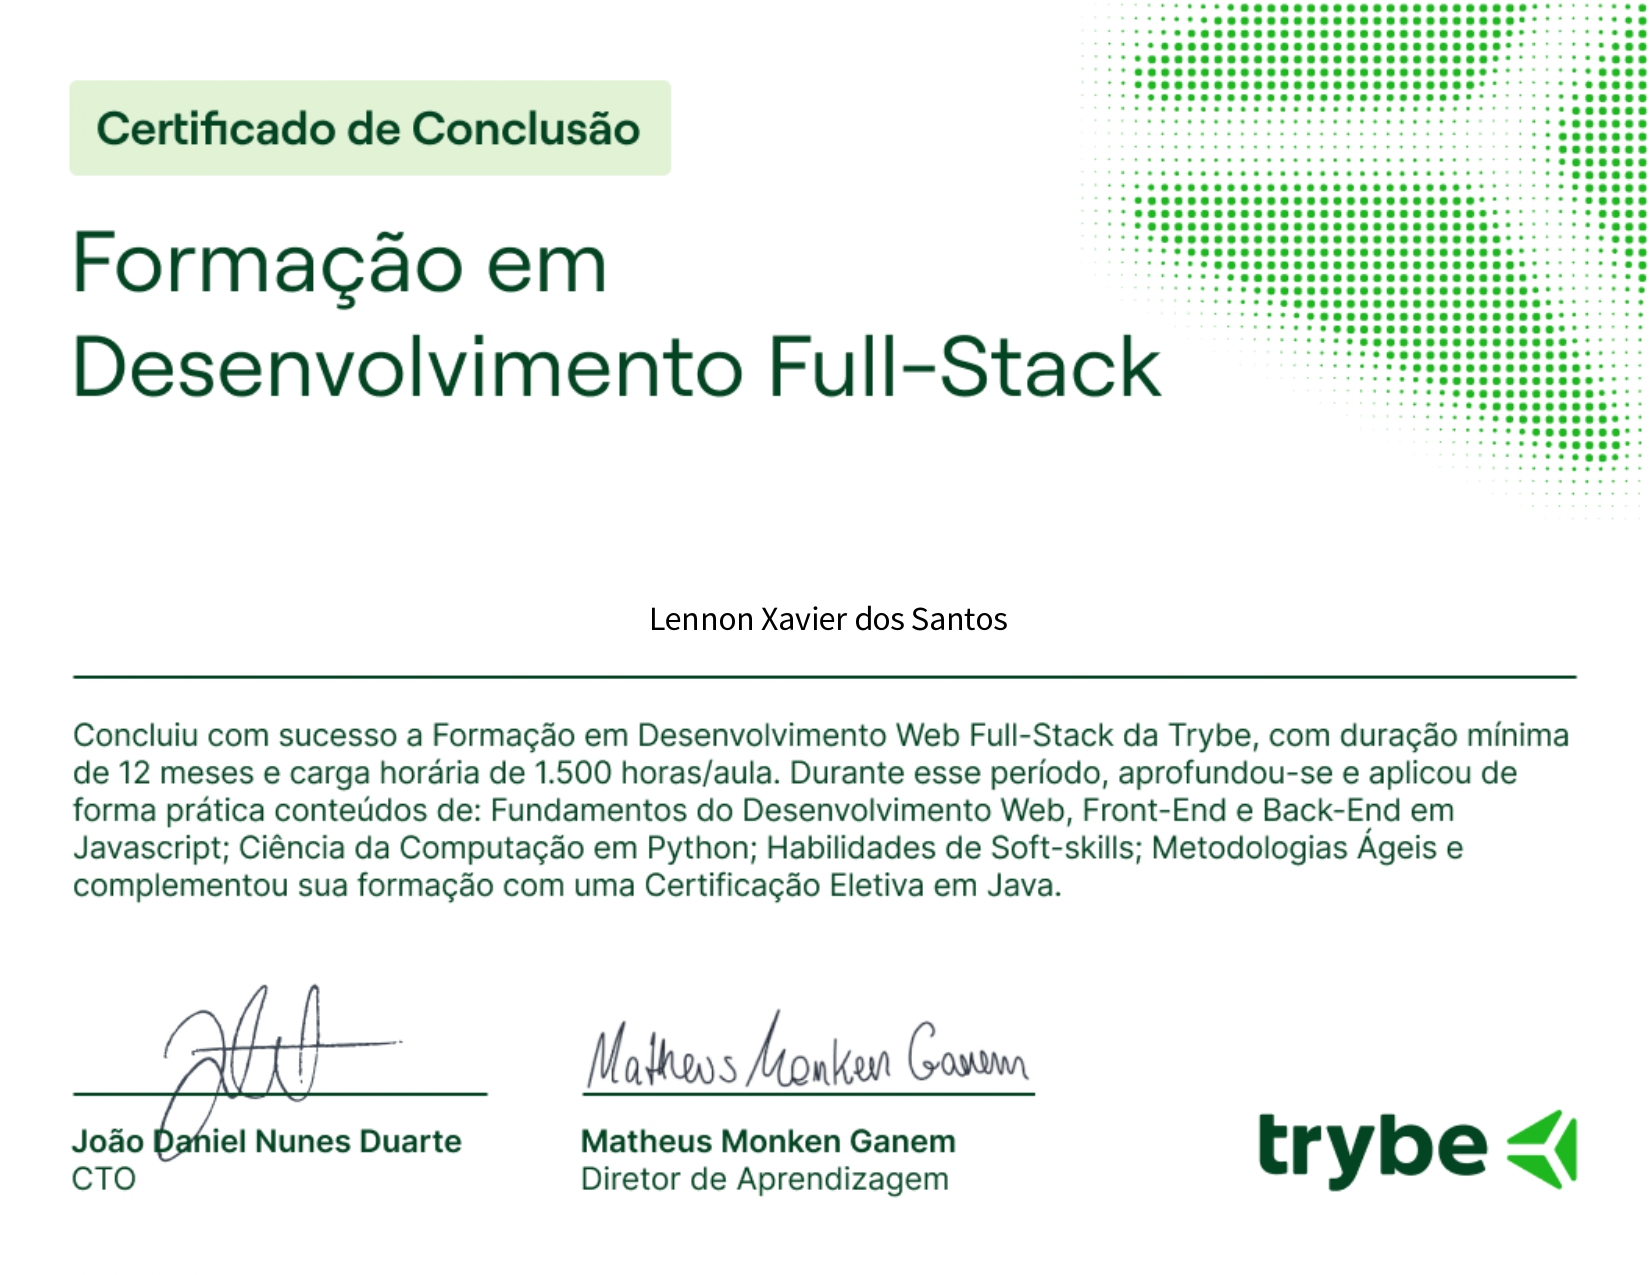 Certificado de Conclusão
Formação em
Desenvolvimento Full-Stack
Lennon Xavier dos Santos
Concluiu com sucesso a Formação em Desenvolvimento Web Full-Stack da Trybe, com duração mínima
de 12 meses e carga horária de 1.500 horas/aula. Durante esse período, aprofundou-se e aplicou de
forma prática conteúdos de: Fundamentos do Desenvolvimento Web, Front-End e Back-End em
Javascript; Ciência da Computação em Python; Habilidades de Soft-skills; Metodologias Ágeis e
complementou sua formação com uma Certificação Eletiva em Java.
Matheus Monken Ganem
João Daniel Nunes Duarte
CTO
Matheus Monken Ganem
Diretor de Aprendizagem
trybe